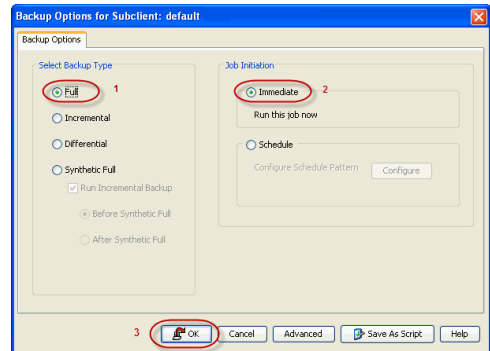 Backup Options for Subclient: default
Backup Options
Select Backup Type
Full 1
Incremental
Differential
Synthetic Full
Run Incremental Backup
Before Synthetic Full
After Synthetic Full
Job Initiation
Immediate 2
Run this job now
Schedule
Configure Schedule Pattern Configure
3 OK Cancel Advanced Save As Script Help